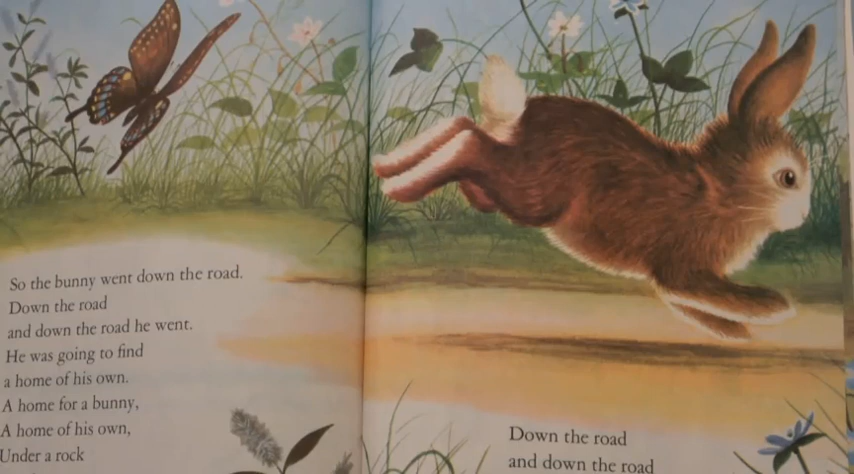 So the bunny went down the road.
Down the road
and down the road he went.
He was going to find
a home of his own.
A home for a bunny,
A home of his own,
Under a rock
Down the road
and down the road